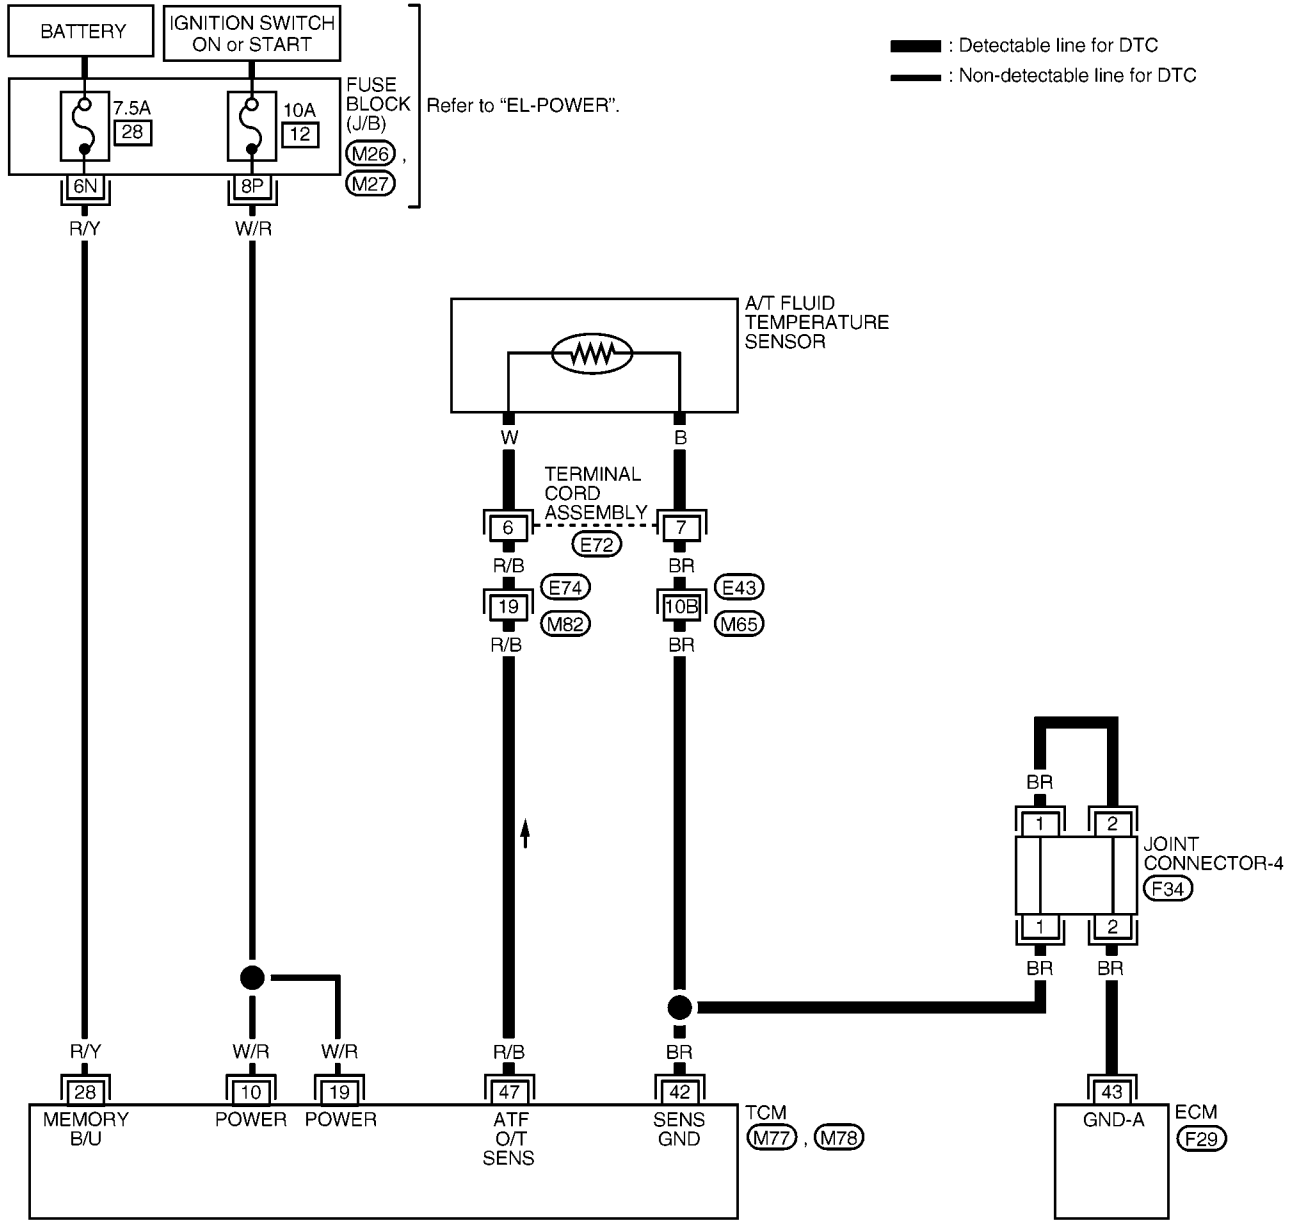 BATTERY
IGNITION SWITCH
ON or START
: Detectable line for DTC
: Non-detectable line for DTC
7.5A
28
10A
12
FUSE
BLOCK
(J/B)
M26 ,
M27
Refer to “EL-POWER”.
6N
8P
R/Y
W/R
A/T FLUID
TEMPERATURE
SENSOR
W
B
TERMINAL
CORD
ASSEMBLY
6
7
E72
R/B
BR
E74
E43
19
10B
M82
M65
R/B
BR
BR
1
2
JOINT
CONNECTOR-4
F34
1
2
BR
BR
R/Y
W/R
W/R
R/B
BR
28
10
19
47
42
43
MEMORY
B/U
POWER
POWER
ATF
O/T
SENS
SENS
GND
TCM
M77 , M78
GND-A
ECM
F29